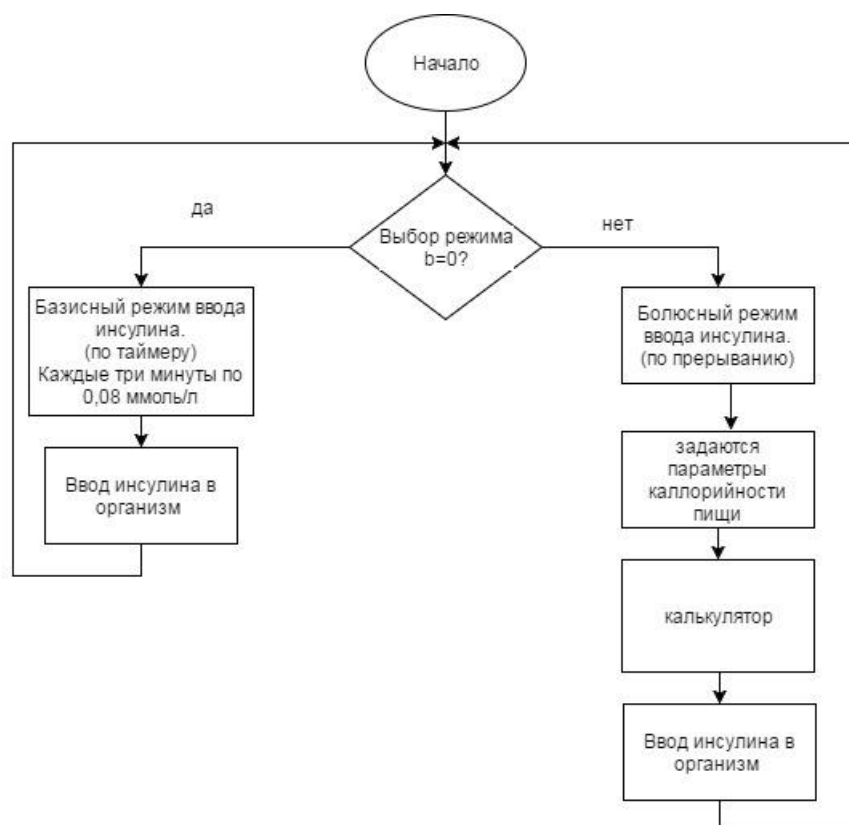 Начало
да
Выбор режима
b=0?
нет
Базисный режим ввода
инсулина.
(по таймеру)
Каждые три минуты по
0,08 ммоль/л
Ввод инсулина в
организм
Болюсный режим
ввода инсулина.
(по прерыванию)
задаются
параметры
каллорийности
пищи
калькулятор
Ввод инсулина в
организм